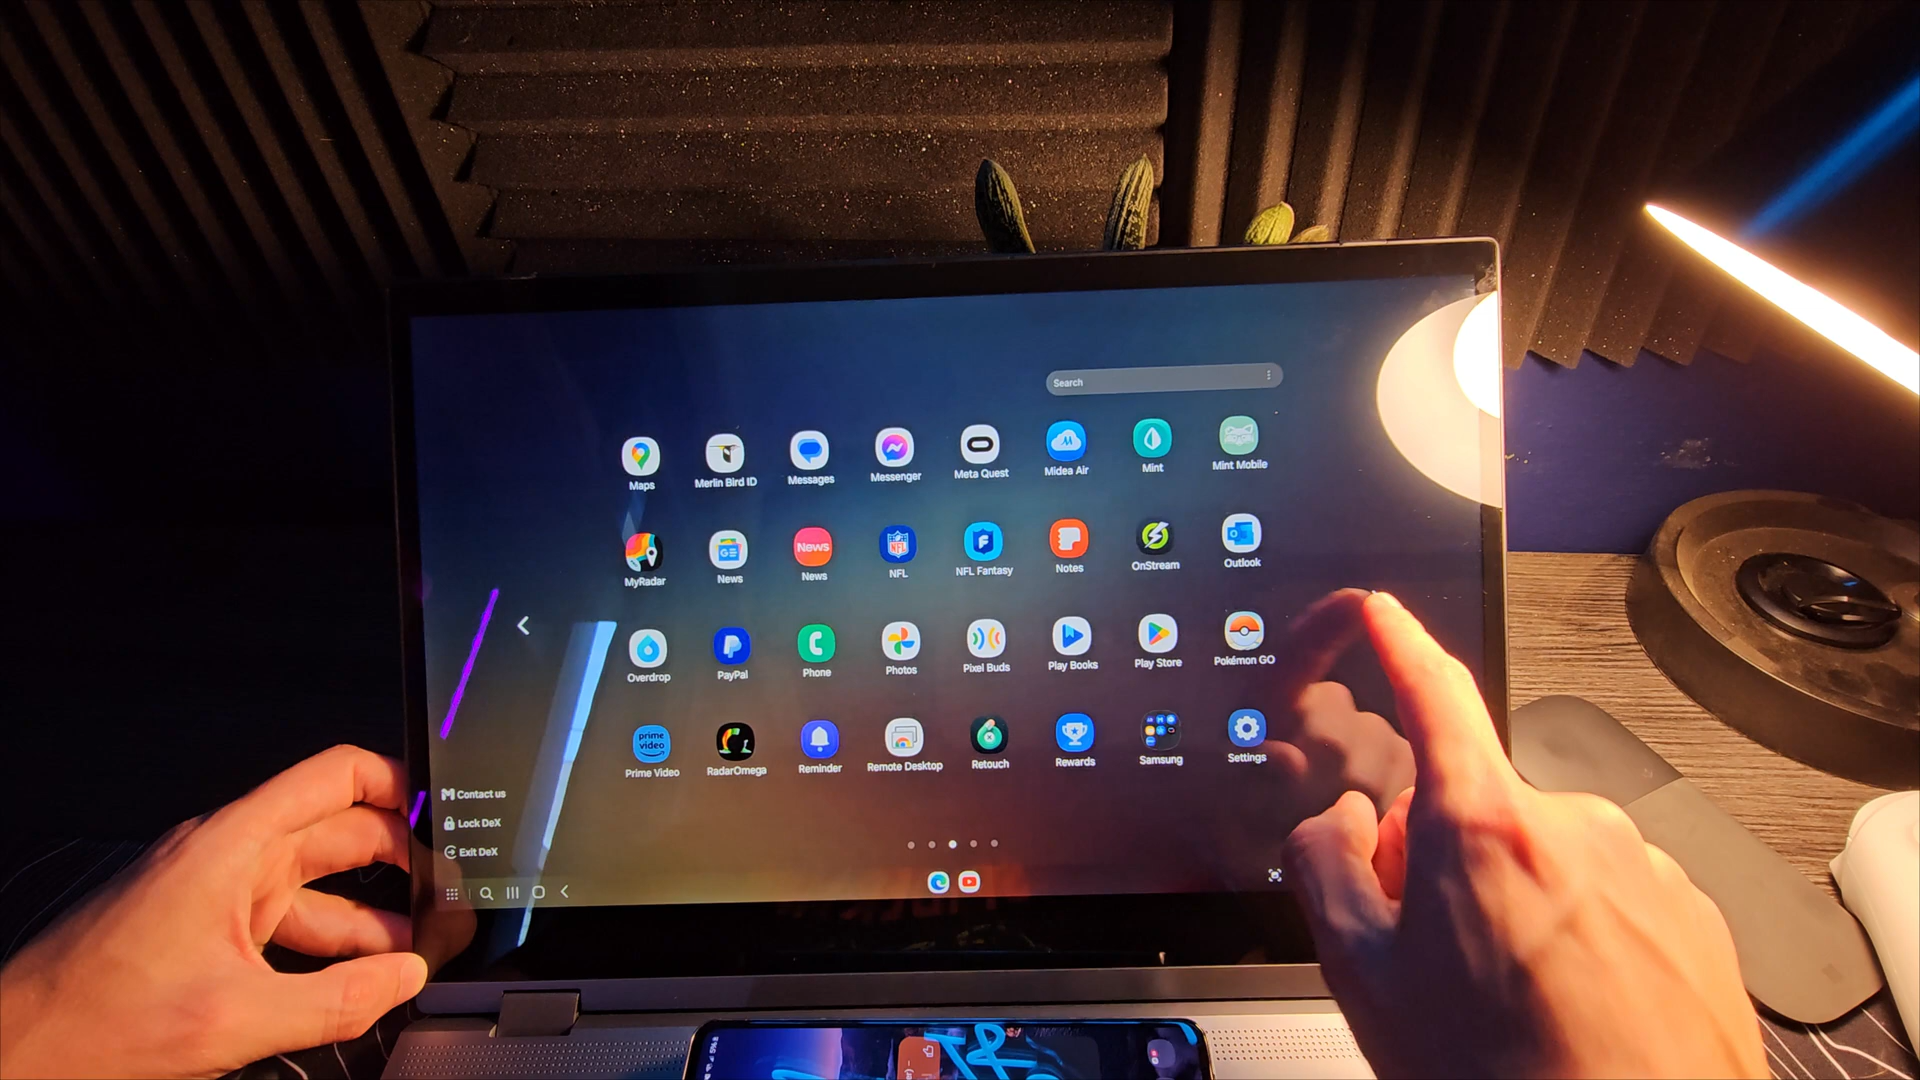 Search
Maps
Merlin Bird ID
Messages
Messenger
Meta Quest
Midea Air
Mint
Mint Mobile
MyRadar
News
News
News
NFL
NFL
NFL Fantasy
Notes
OnStream
Outlook
Overdrop
PayPal
Phone
Photos
Pixel Buds
Play Books
Play Store
Pokémon GO
prime
video
Prime Video
RadarOmega
Reminder
Remote Desktop
Retouch
Rewards
Samsung
Settings
Contact us
Lock DeX
Exit DeX